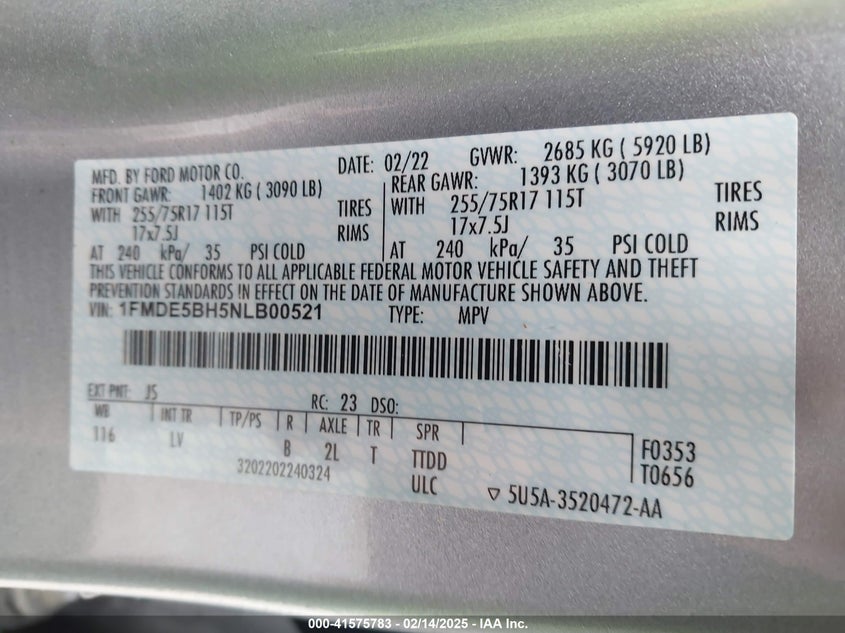 MFD. BY FORD MOTOR CO. DATE: 02/22 GVWR: 2685 KG ( 5920 LB)
FRONT GAWR: 1402 KG ( 3090 LB) REAR GAWR: 1393 KG ( 3070 LB)
WITH 255/75R17 115T TIRES WITH 255/75R17 115T TIRES
17x7.5J RIMS 17x7.5J RIMS
AT 240 kPa/ 35 PSI COLD AT 240 kPa/ 35 PSI COLD
THIS VEHICLE CONFORMS TO ALL APPLICABLE FEDERAL MOTOR VEHICLE SAFETY AND THEFT
PREVENTION STANDARDS IN EFFECT ON THE DATE OF MANUFACTURE SHOWN ABOVE.
VIN: 1FMDE5BH5NLB00521 TYPE: MPV
EXT PNT: J5 RC: 23 DSO:
WB INT TR TP/PS R AXLE TR SPR
116 LV B 2L T TTDD F0353
3202202240324 ULC T0656
5U5A-3520472-AA
000-41575783 - 02/14/2025 - IAA Inc.